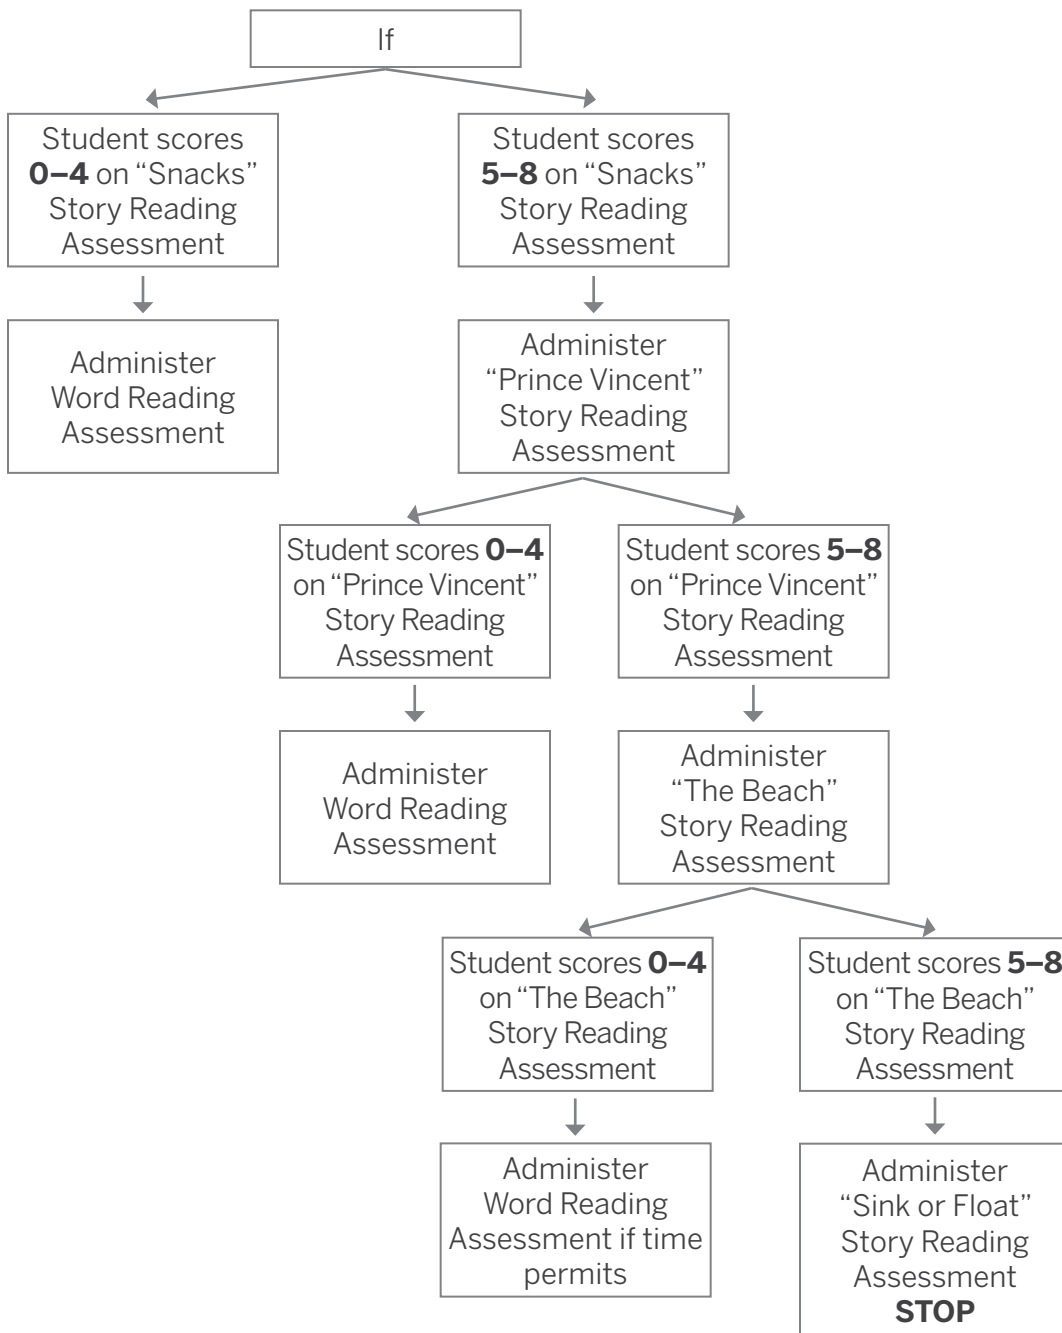 If
Student scores
0–4 on “Snacks”
Story Reading
Assessment
Student scores
5–8 on “Snacks”
Story Reading
Assessment
Administer
Word Reading
Assessment
Administer
“Prince Vincent”
Story Reading
Assessment
Student scores 0–4
on “Prince Vincent”
Story Reading
Assessment
Student scores 5–8
on “Prince Vincent”
Story Reading
Assessment
Administer
Word Reading
Assessment
Administer
“The Beach”
Story Reading
Assessment
Student scores 0–4
on “The Beach”
Story Reading
Assessment
Student scores 5–8
on “The Beach”
Story Reading
Assessment
Administer
Word Reading
Assessment if time
permits
Administer
“Sink or Float”
Story Reading
Assessment
STOP